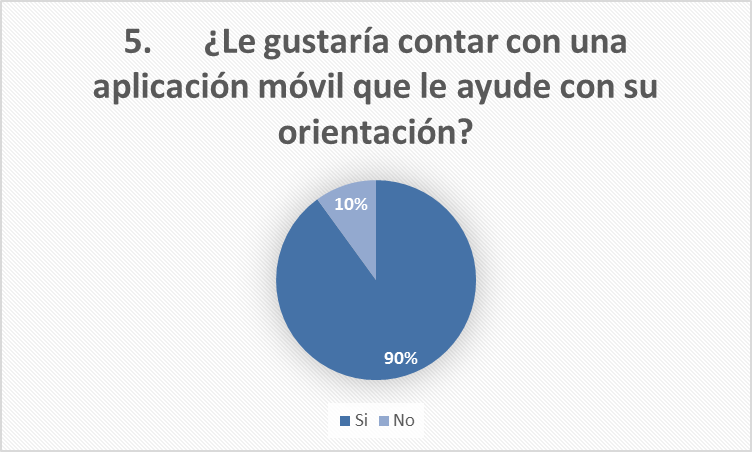 5. ¿Le gustaría contar con una
aplicación móvil que le ayude con su
orientación?
10%
90%
Si No